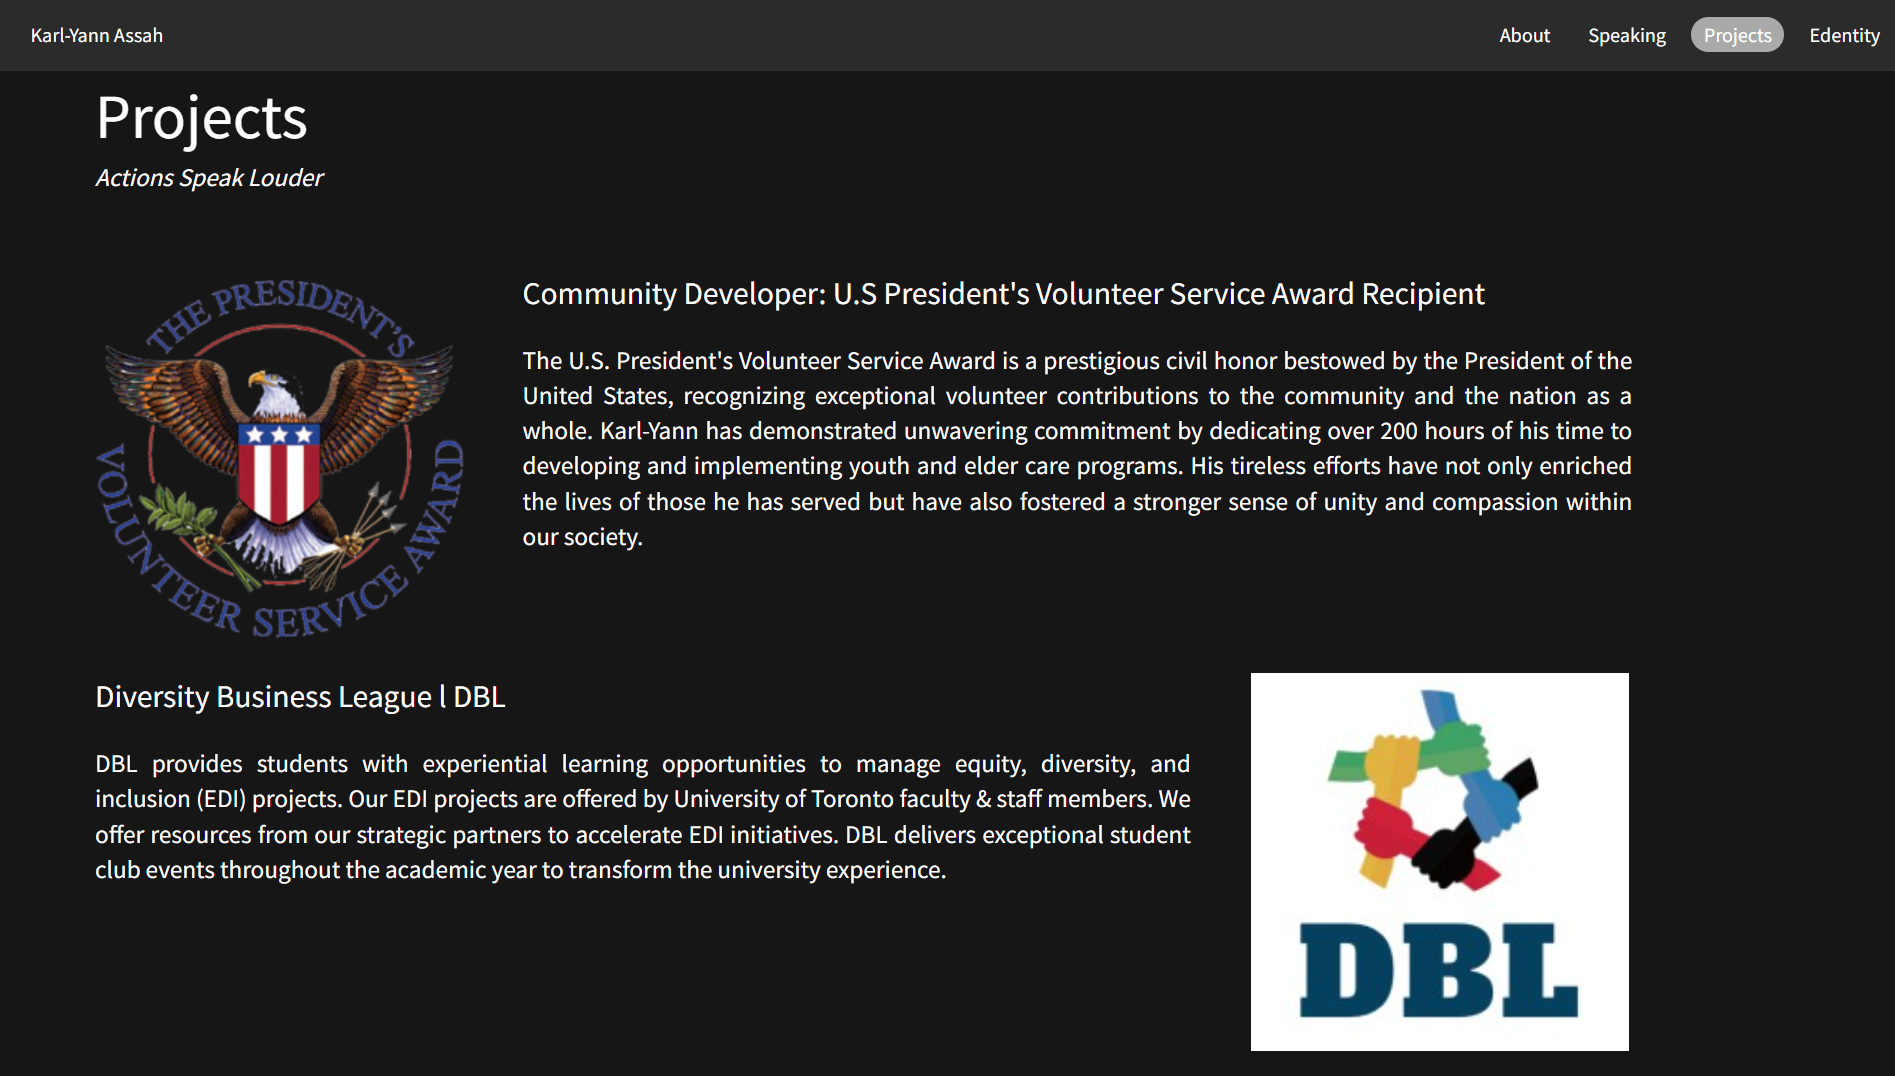 Karl-Yann Assah
About Speaking Projects Edentity
Projects
Actions Speak Louder
THE PRESIDENT'S
VOLUNTEER SERVICE AWARD
Community Developer: U.S President's Volunteer Service Award Recipient
The U.S. President's Volunteer Service Award is a prestigious civil honor bestowed by the President of the
United States, recognizing exceptional volunteer contributions to the community and the nation as a
whole. Karl-Yann has demonstrated unwavering commitment by dedicating over 200 hours of his time to
developing and implementing youth and elder care programs. His tireless efforts have not only enriched
the lives of those he has served but have also fostered a stronger sense of unity and compassion within
our society.
Diversity Business League l DBL
DBL provides students with experiential learning opportunities to manage equity, diversity, and
inclusion (EDI) projects. Our EDI projects are offered by University of Toronto faculty & staff members. We
offer resources from our strategic partners to accelerate EDI initiatives. DBL delivers exceptional student
club events throughout the academic year to transform the university experience.
DBL